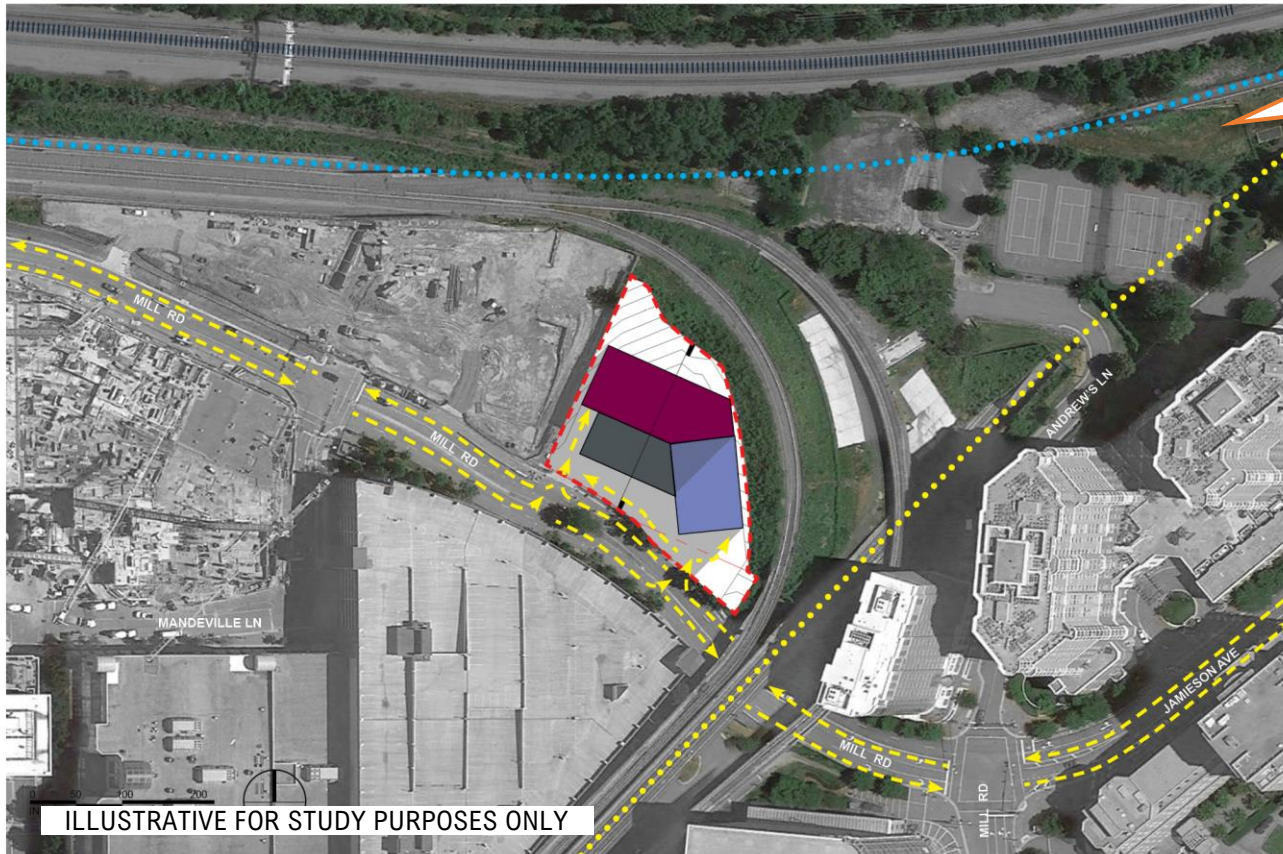 MILL RD
MILL RD
ANDREW'S LN
MANDEVILLE LN
JAMIESON AVE
MILL RD
MILL RD
0 50 100 200
ILLUSTRATIVE FOR STUDY PURPOSES ONLY